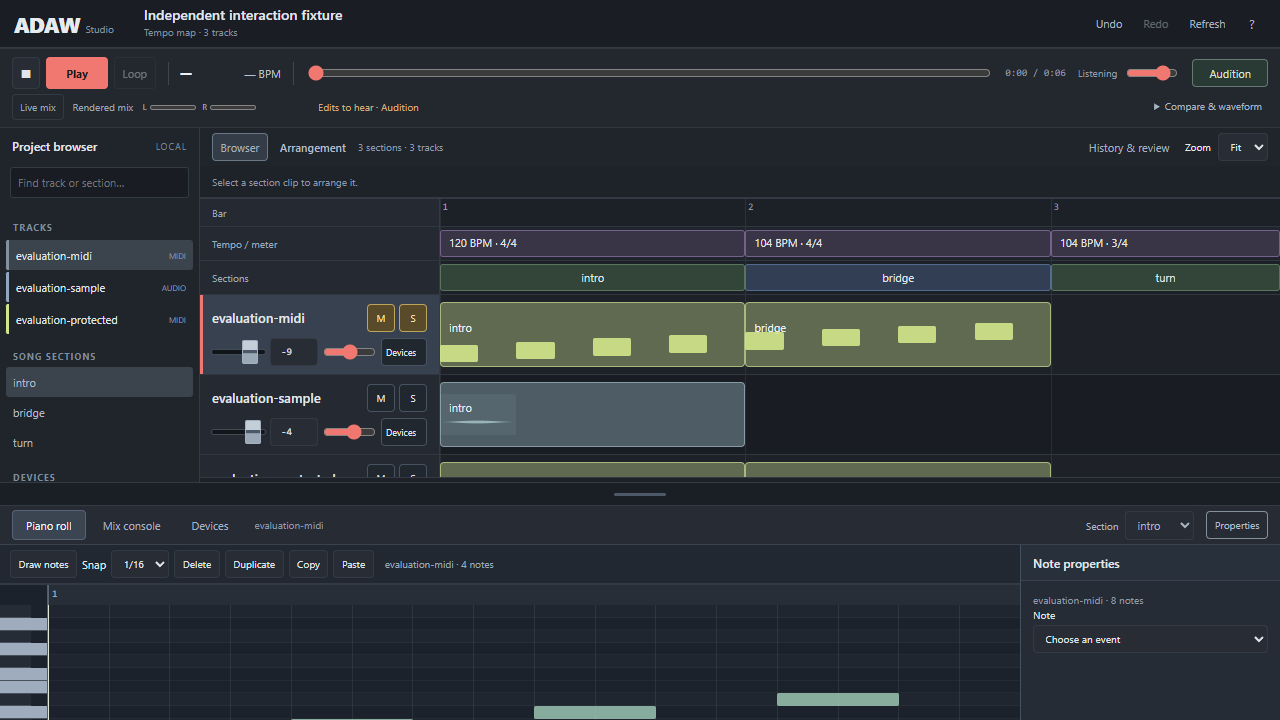 ADAW Studio
Independent interaction fixture
Tempo map · 3 tracks
Undo
Redo
Refresh
?
Play
Loop
—
— BPM
0:00 / 0:06
Listening
Audition
Live mix
Rendered mix
L
R
Edits to hear · Audition
▶ Compare & waveform
Project browser
LOCAL
Find track or section...
TRACKS
evaluation-midi
MIDI
evaluation-sample
AUDIO
evaluation-protected
MIDI
SONG SECTIONS
intro
bridge
turn
DEVICES
Browser
Arrangement
3 sections · 3 tracks
History & review
Zoom
Fit
Select a section clip to arrange it.
Bar
1
2
3
Tempo / meter
120 BPM · 4/4
104 BPM · 4/4
104 BPM · 3/4
Sections
intro
bridge
turn
evaluation-midi
M
S
-9
Devices
intro
bridge
evaluation-sample
M
S
-4
Devices
intro
Piano roll
Mix console
Devices
evaluation-midi
Section
intro
Properties
Draw notes
Snap
1/16
Delete
Duplicate
Copy
Paste
evaluation-midi · 4 notes
1
Note properties
evaluation-midi · 8 notes
Note
Choose an event